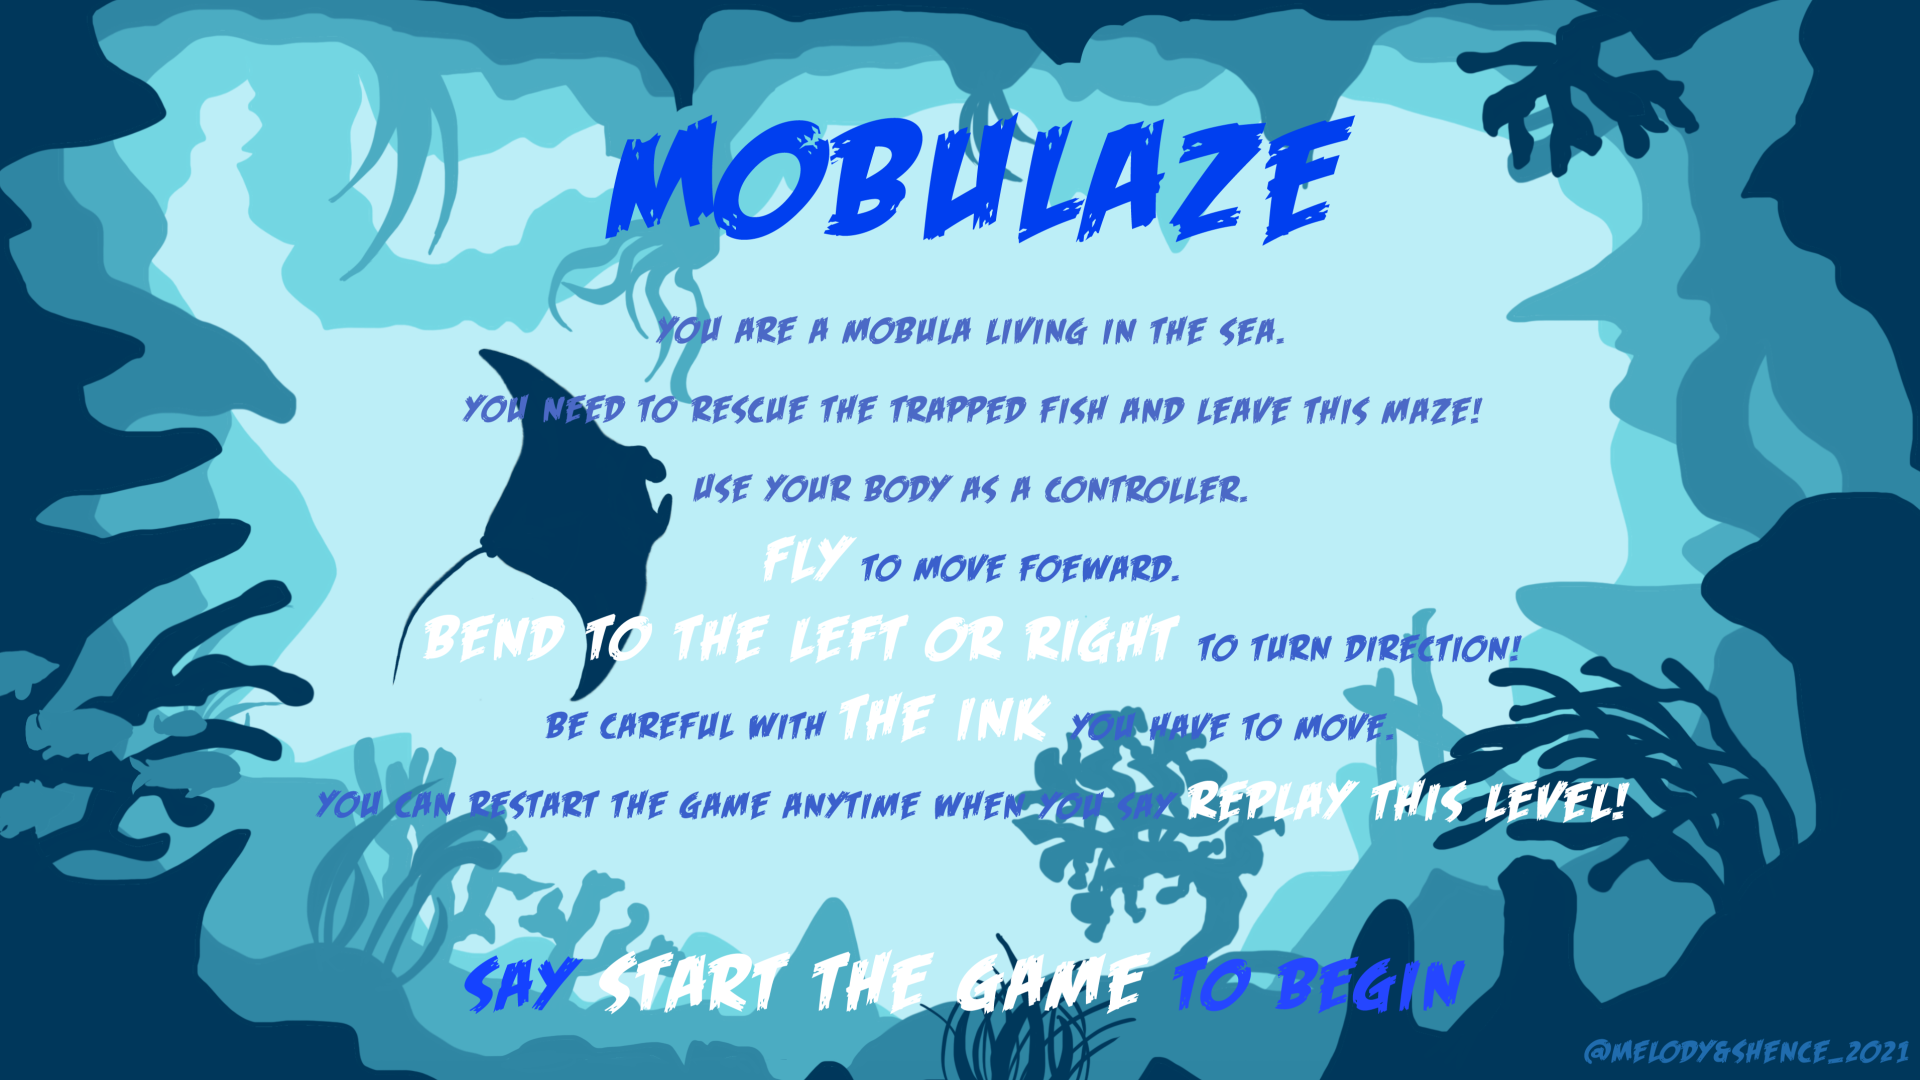 MOBULAZE
YOU ARE A MOBULA LIVING IN THE SEA.
YOU NEED TO RESCUE THE TRAPPED FISH AND LEAVE THIS MAZE!
USE YOUR BODY AS A CONTROLLER.
FLY TO MOVE FOEWARD.
BEND TO THE LEFT OR RIGHT TO TURN DIRECTION!
BE CAREFUL WITH THE INK YOU HAVE TO MOVE.
YOU CAN RESTART THE GAME ANYTIME WHEN YOU SAY REPLAY THIS LEVEL!
SAY START THE GAME TO BEGIN
@MELODY&SHENCE_2021